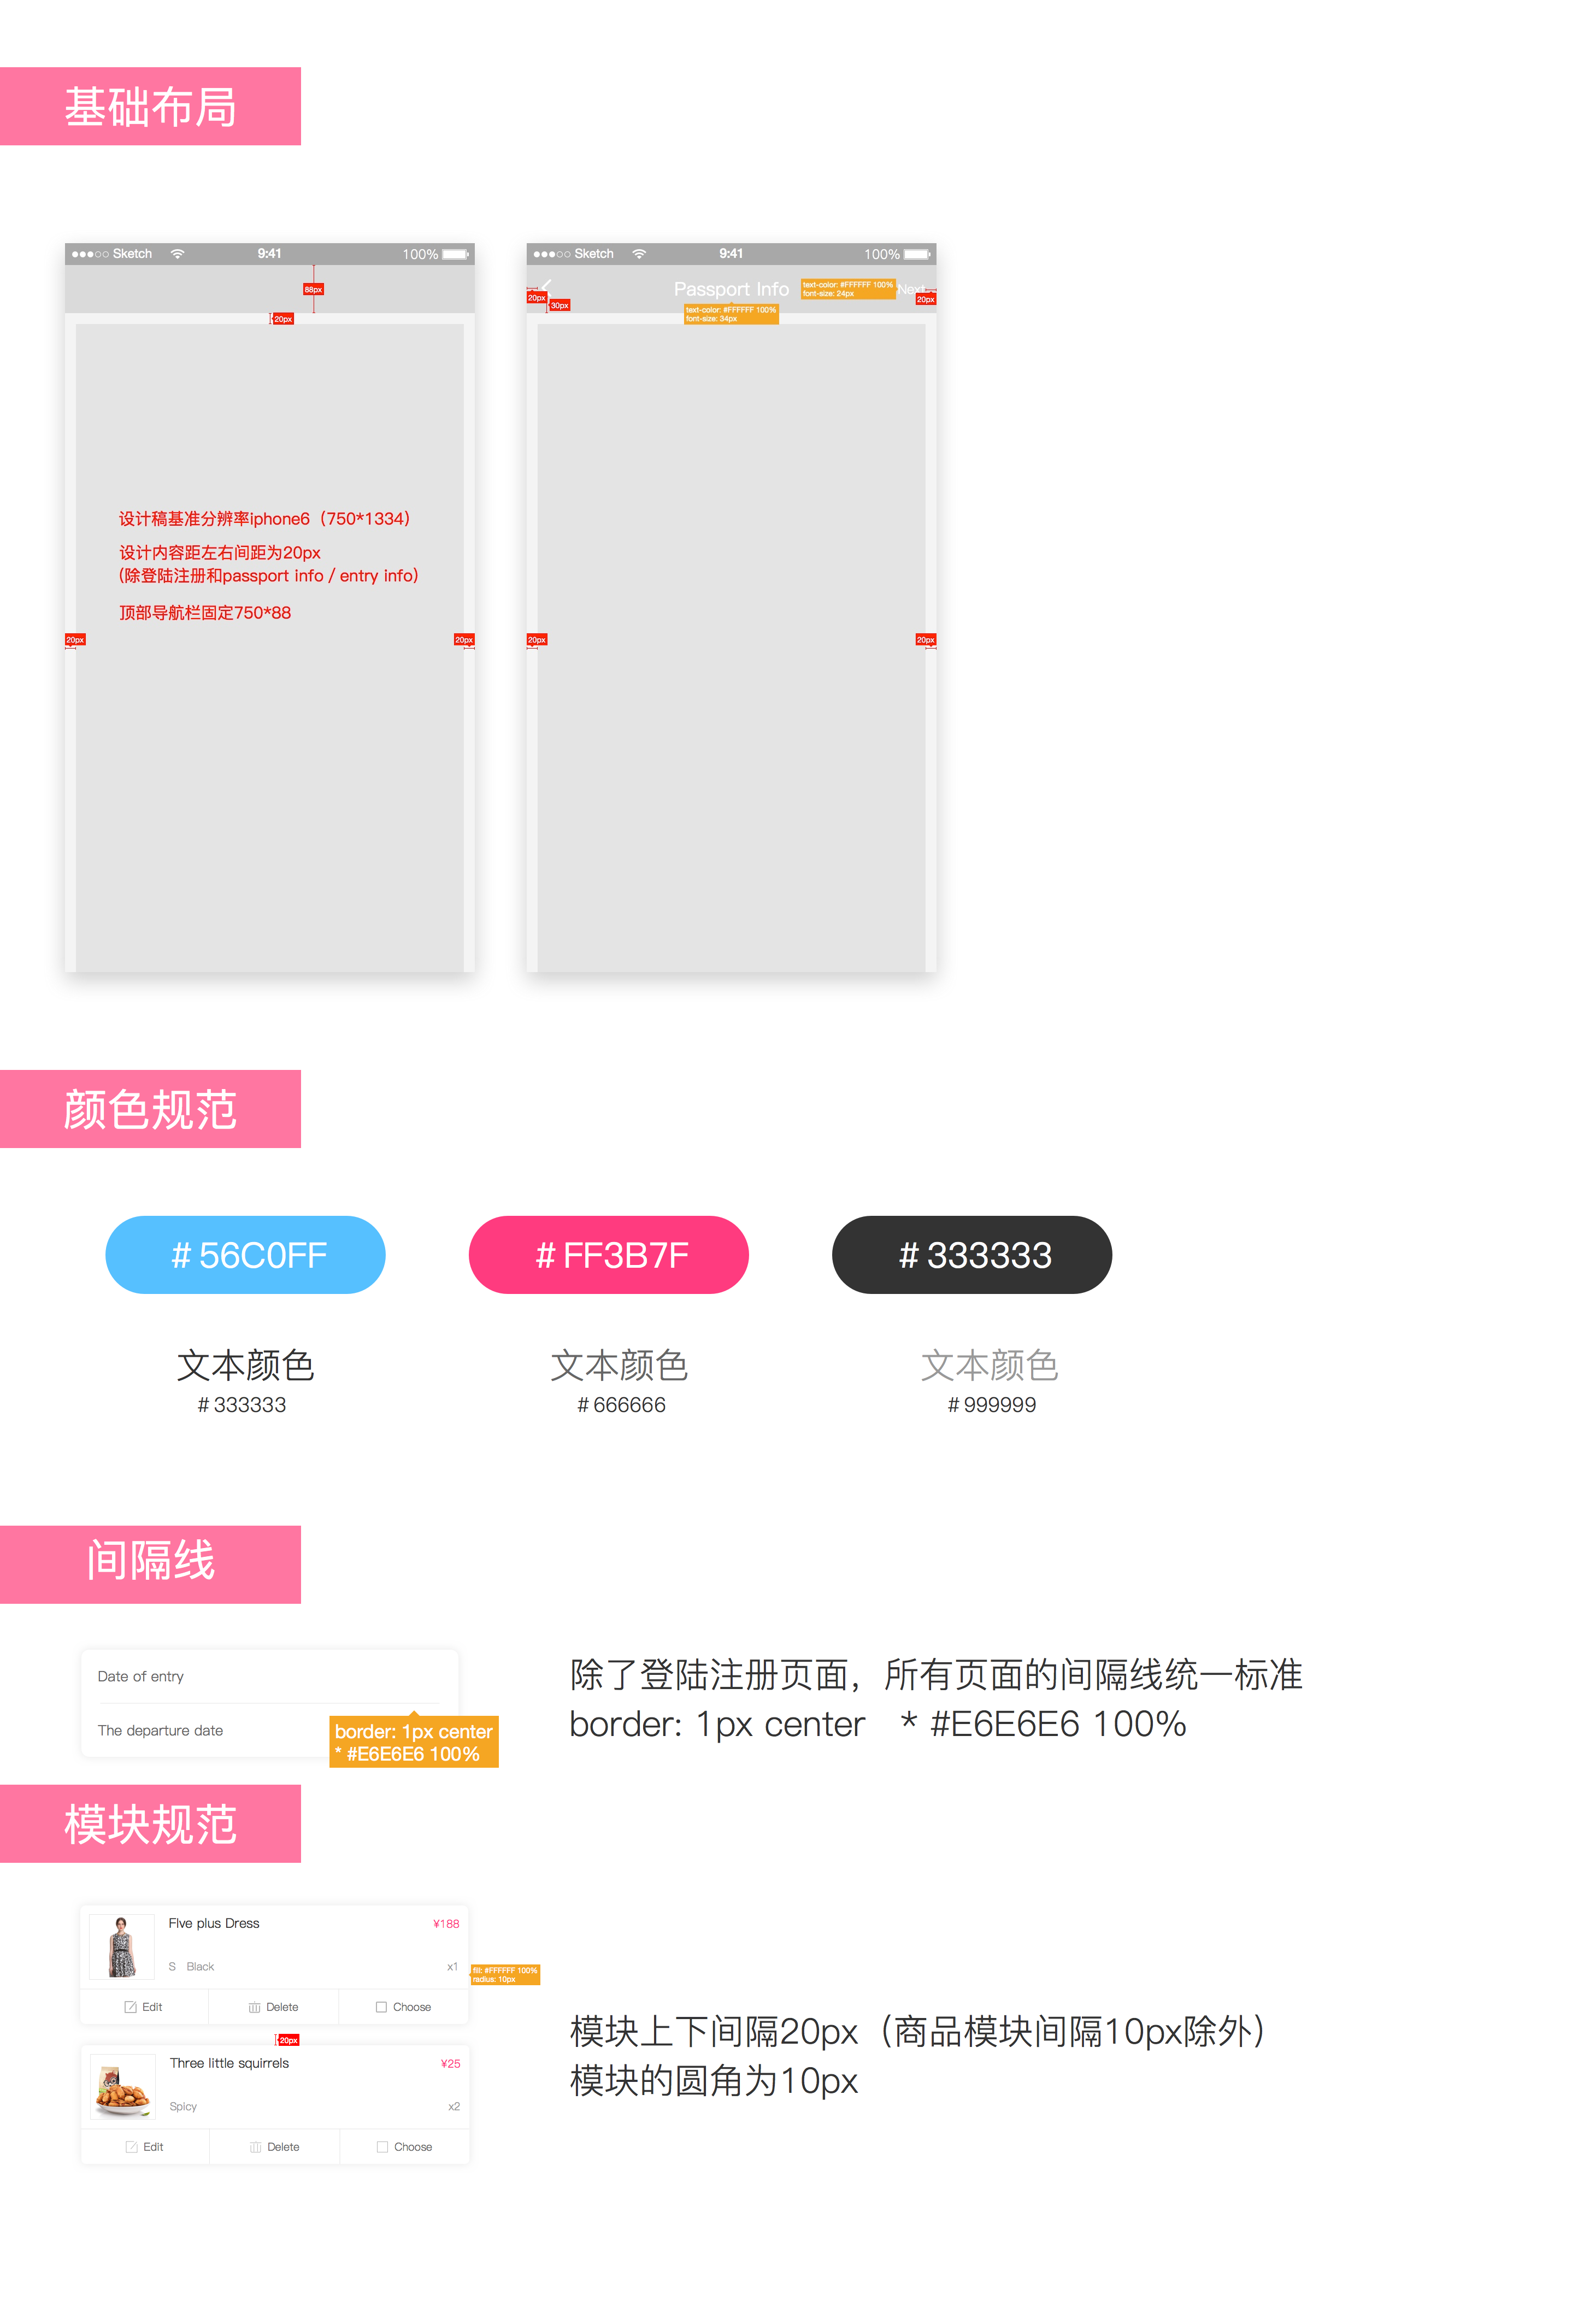 基础布局
Sketch 9:41 100%
88px
20px
设计稿基准分辨率iphone6（750*1334）
设计内容距左右间距为20px
（除登陆注册和passport info / entry info）
顶部导航栏固定750*88
20px 20px
Sketch 9:41 100%
Passport Info
text-color: #FFFFFF 100%
font-size: 24px
Next
20px
30px
20px
text-color: #FFFFFF 100%
font-size: 34px
20px 20px
颜色规范
# 56C0FF
# FF3B7F
# 333333
文本颜色
# 333333
文本颜色
# 666666
文本颜色
# 999999
间隔线
Date of entry
The departure date
border: 1px center
* #E6E6E6 100%
除了登陆注册页面，所有页面的间隔线统一标准
border: 1px center * #E6E6E6 100%
模块规范
FIve plus Dress ¥188
S Black x1
Edit Delete Choose
fill: #FFFFFF 100%
radius: 10px
20px
Three little squirrels ¥25
Spicy x2
Edit Delete Choose
模块上下间隔20px（商品模块间隔10px除外）
模块的圆角为10px